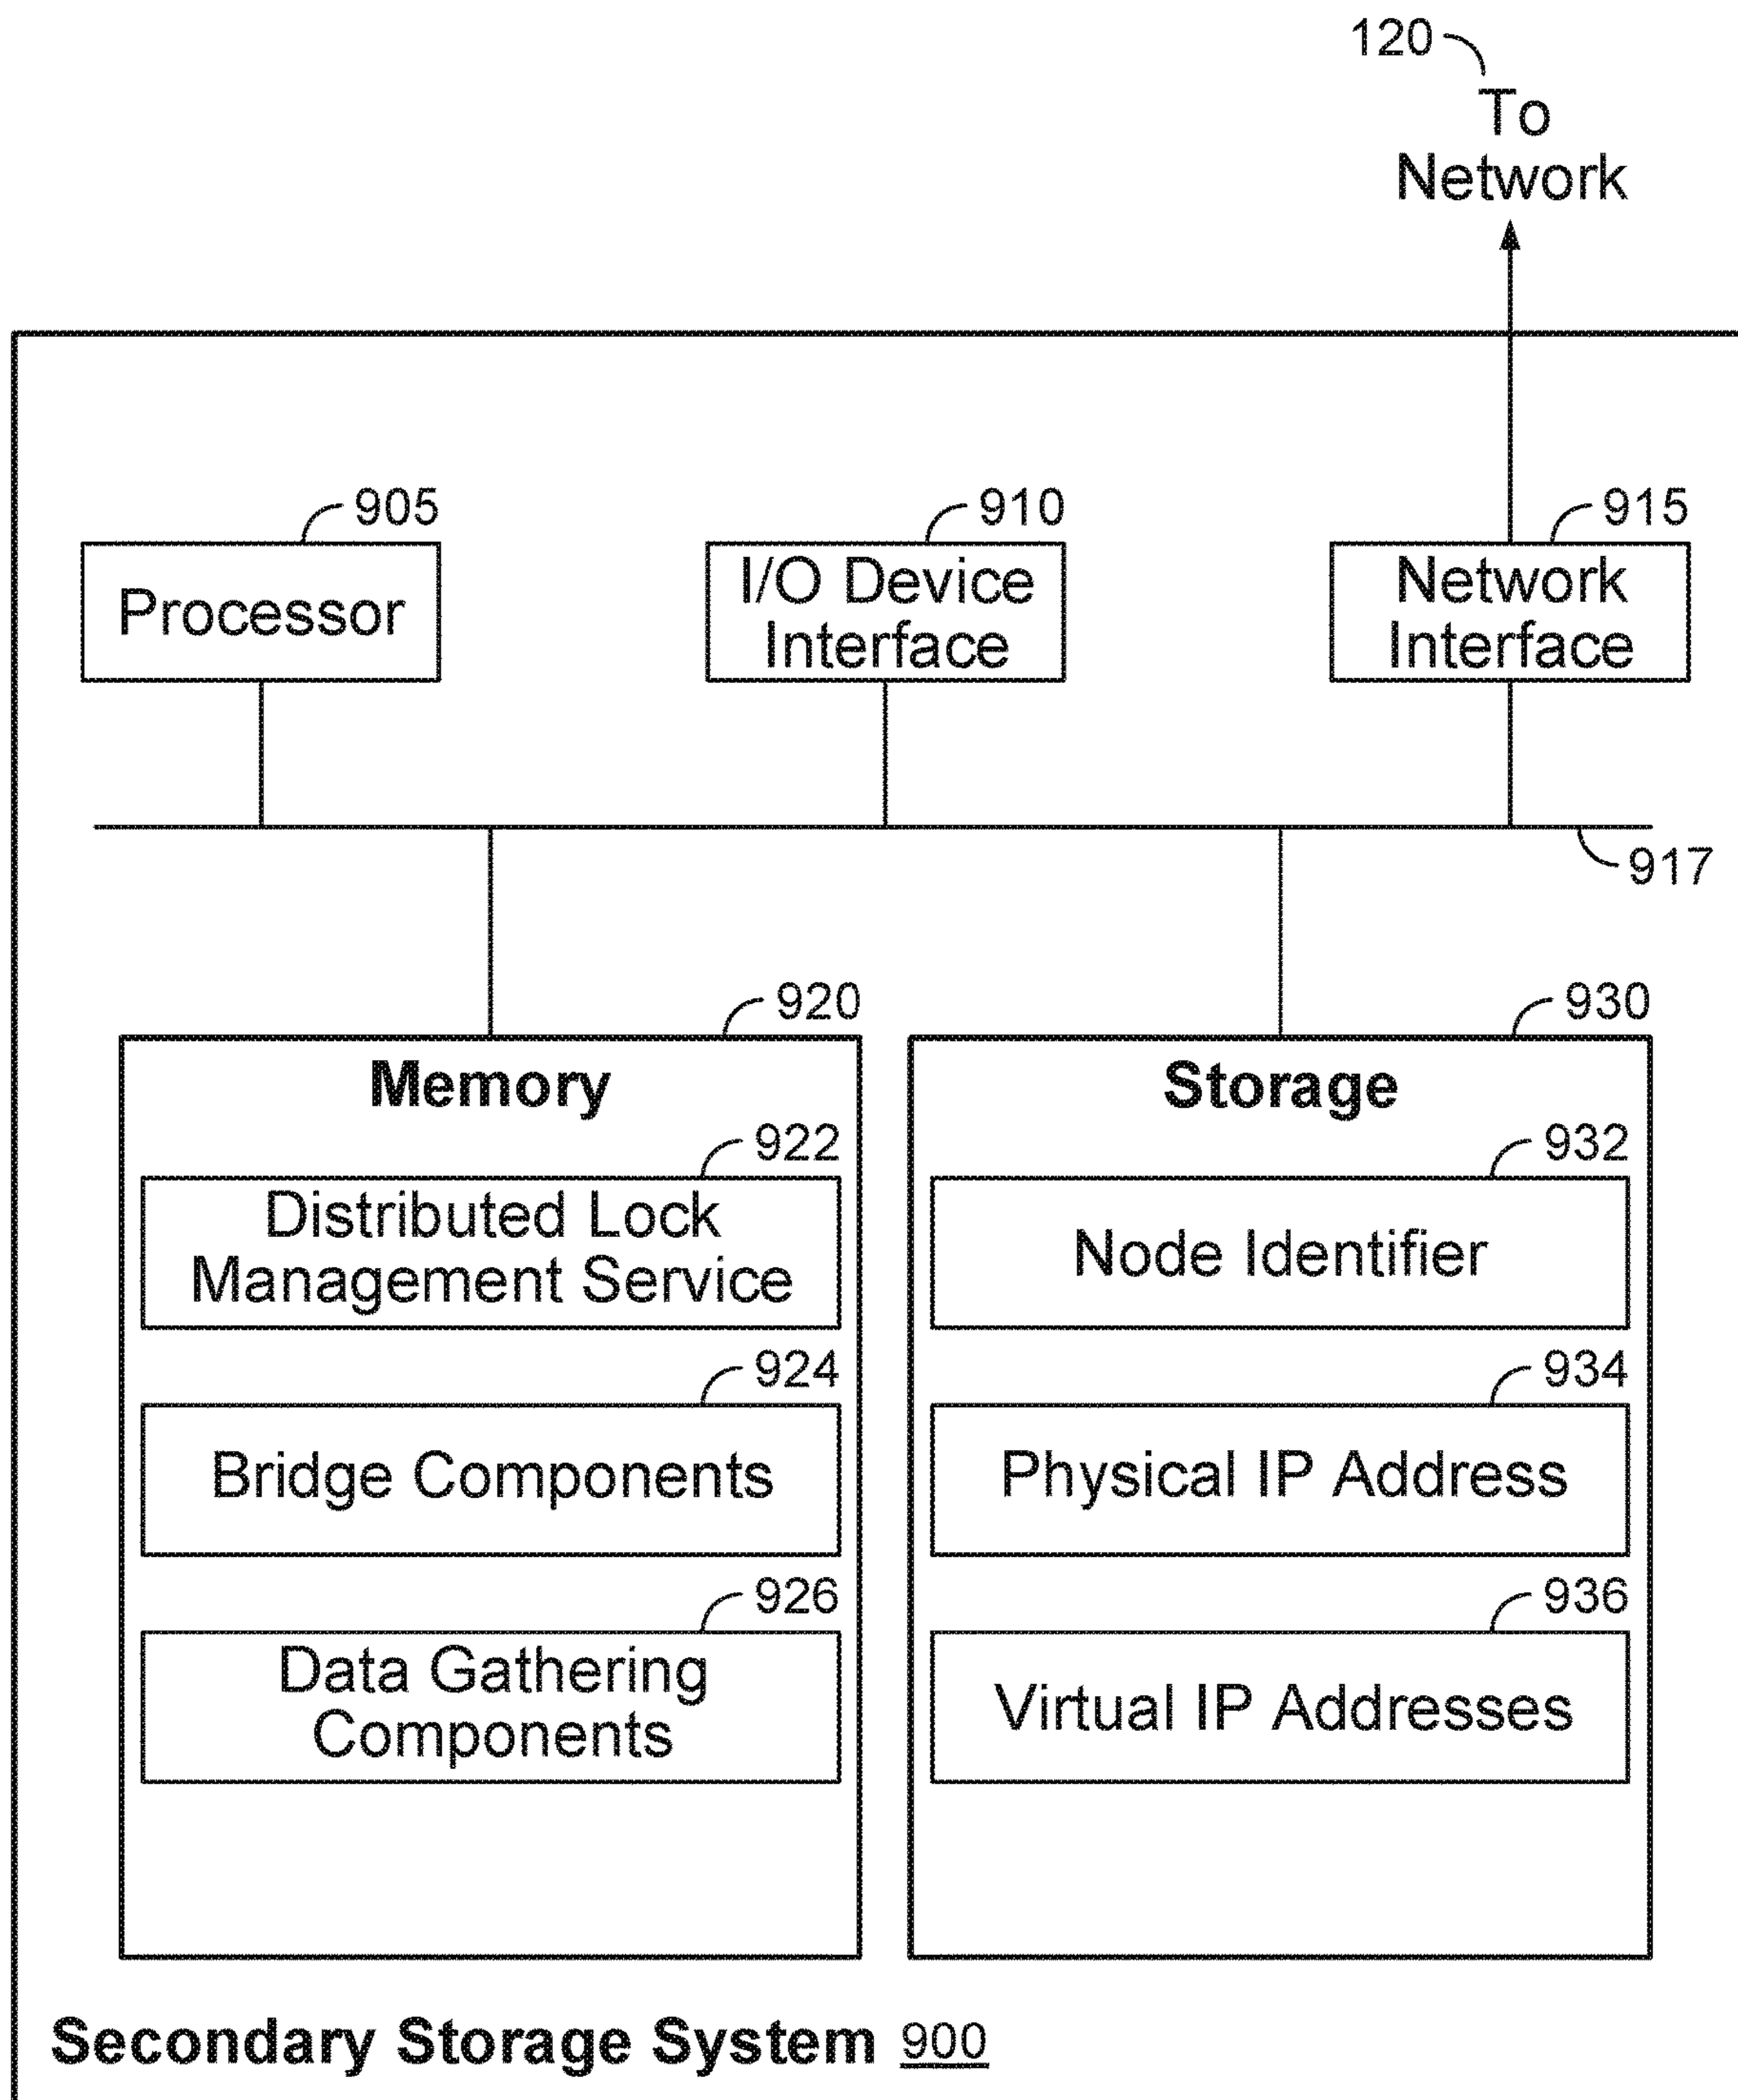 120
To
Network
905
910
915
Processor
I/O Device
Interface
Network
Interface
917
920
930
Memory
922
Distributed Lock
Management Service
924
Bridge Components
926
Data Gathering
Components
Storage
932
Node Identifier
934
Physical IP Address
936
Virtual IP Addresses
Secondary Storage System 900